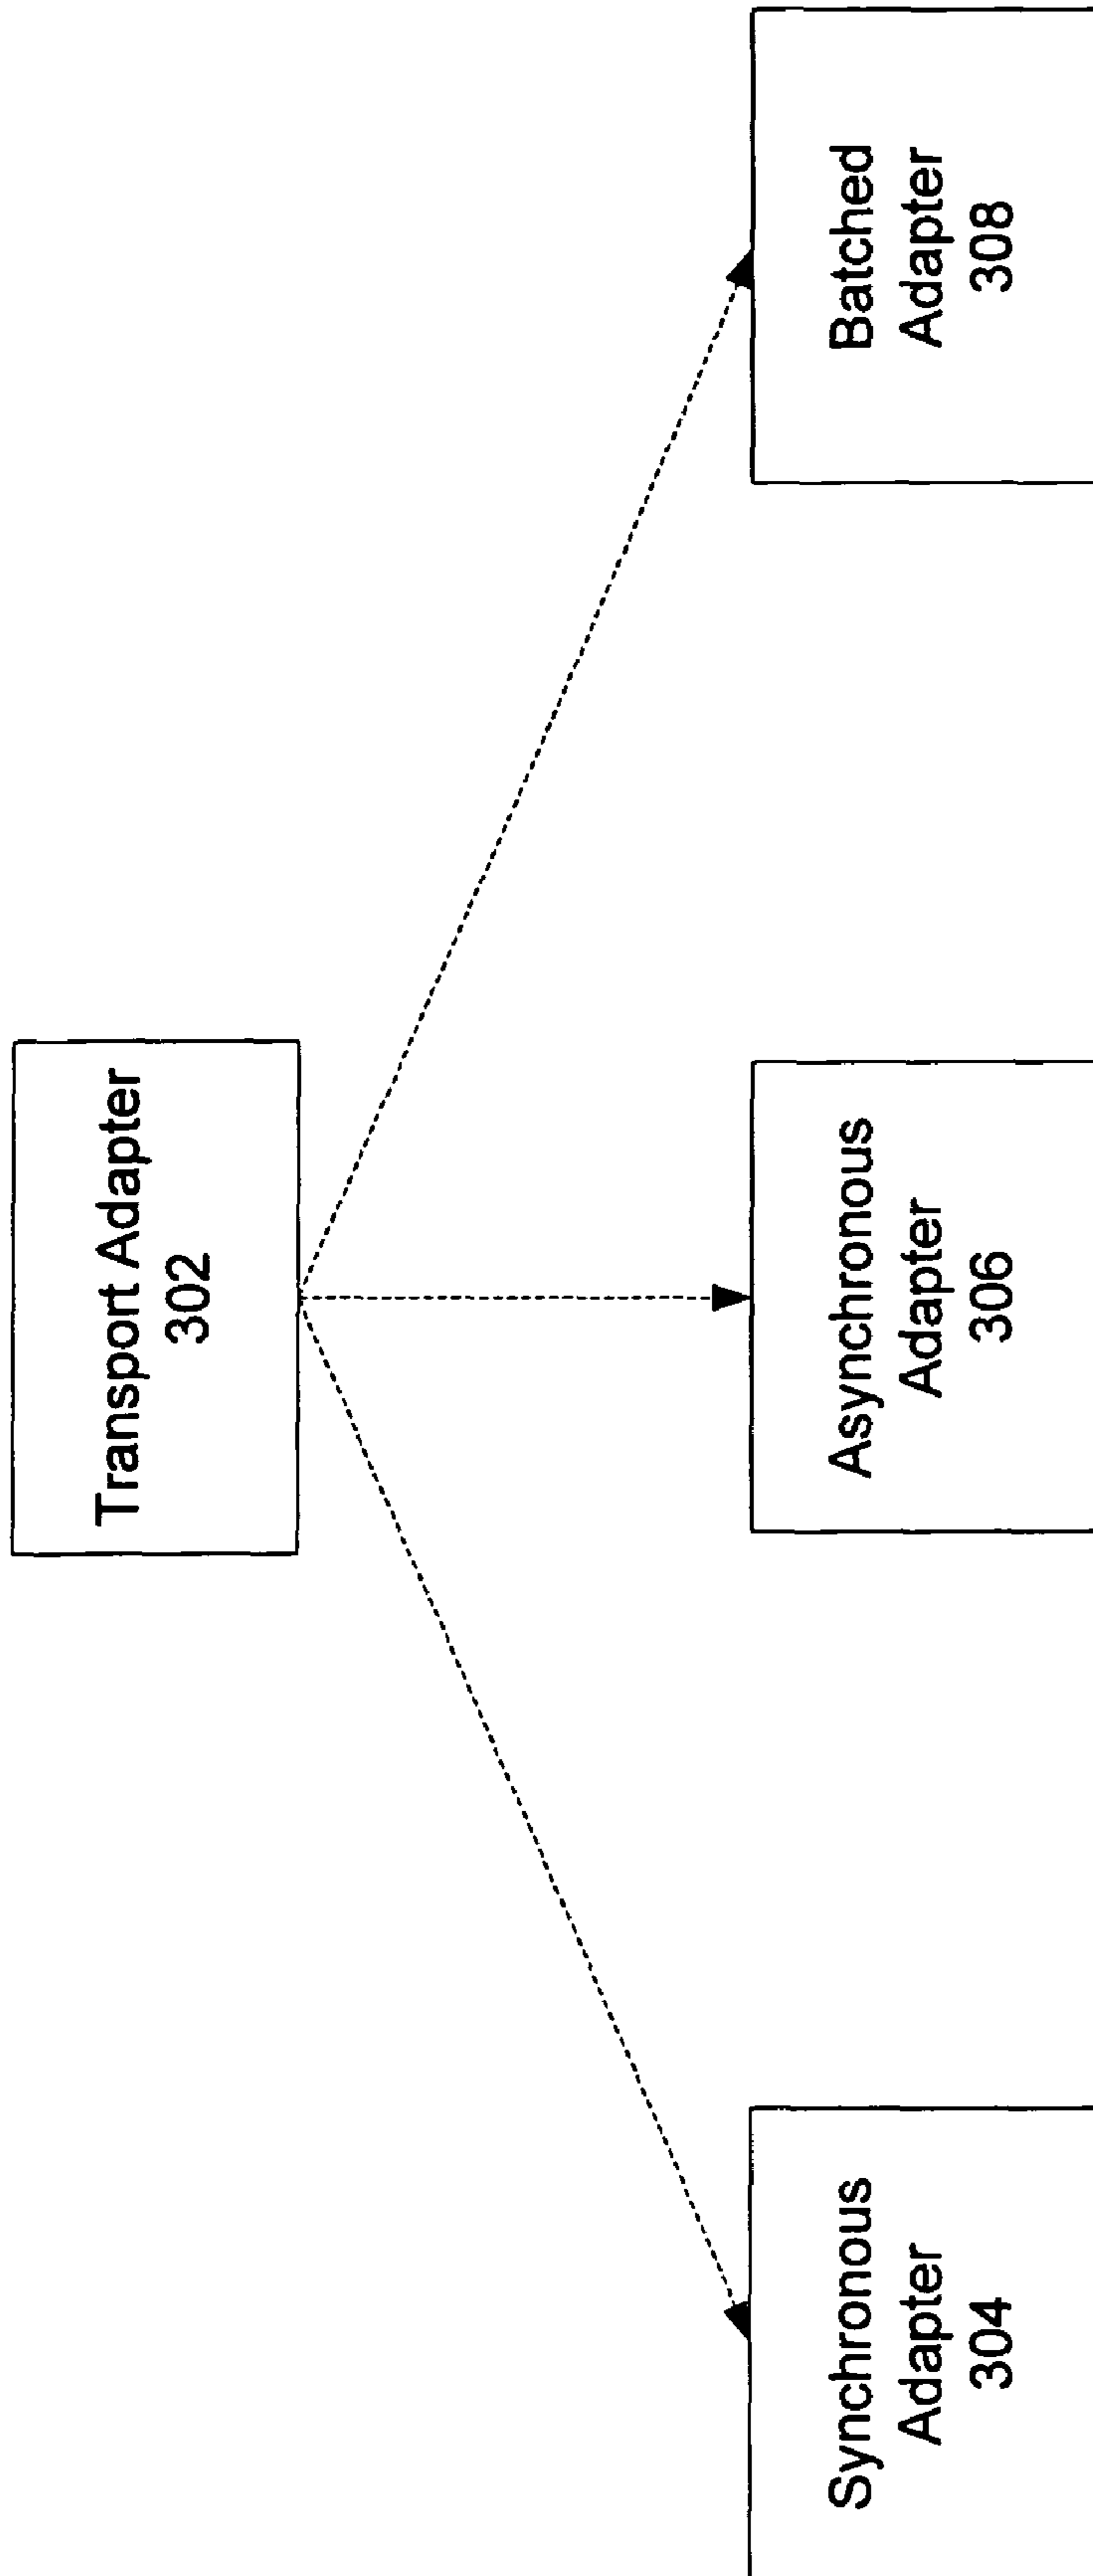 Transport Adapter
302
Synchronous
Adapter
304
Asynchronous
Adapter
306
Batched
Adapter
308